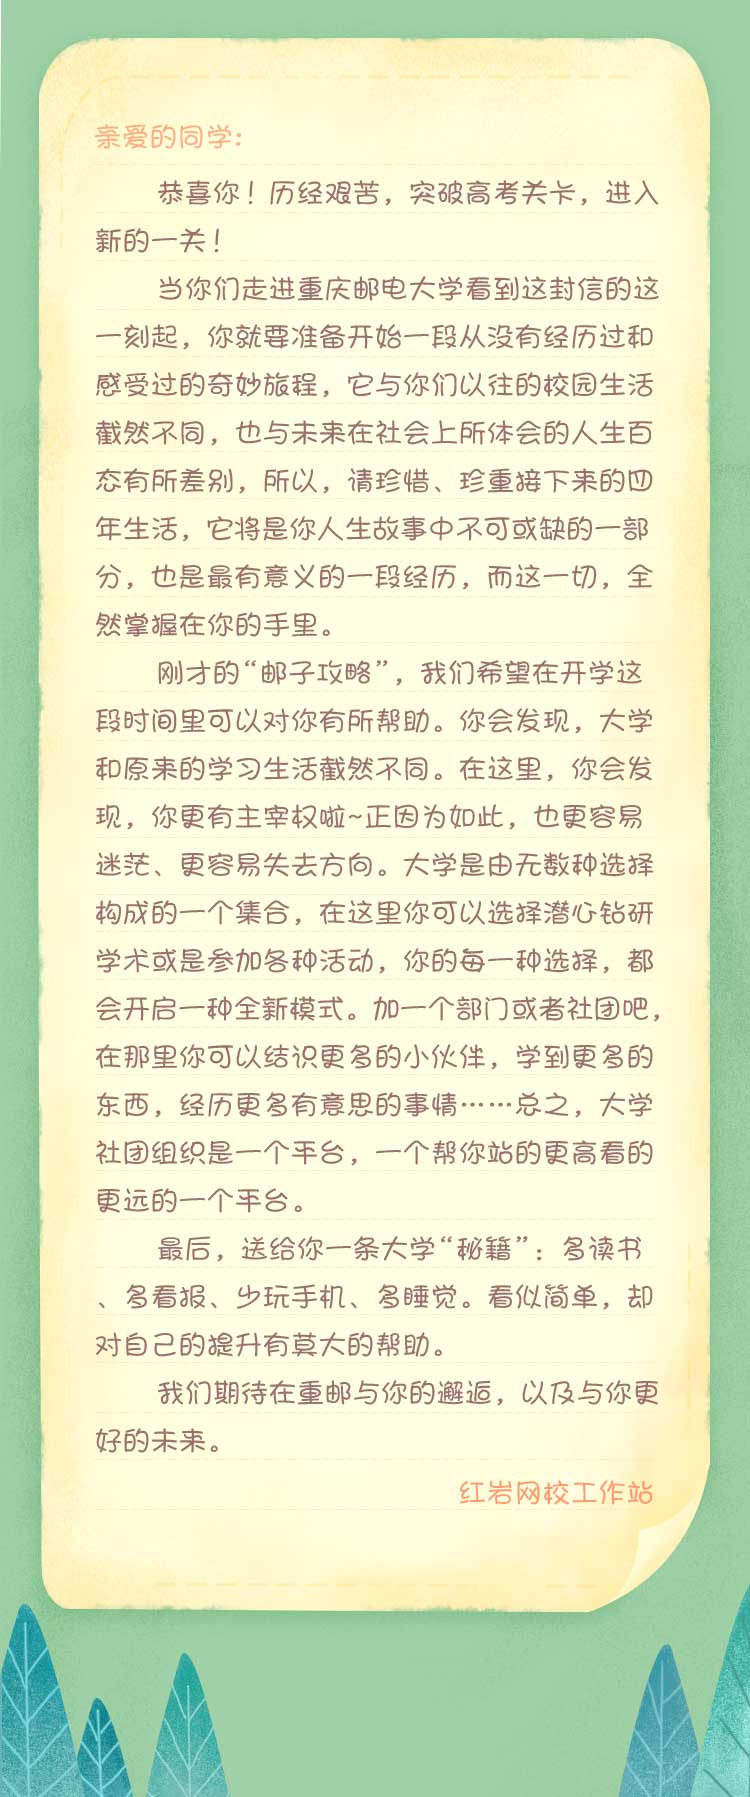 亲爱的同学：
恭喜你！历经艰苦，突破高考关卡，进入
新的一关！
当你们走进重庆邮电大学看到这封信的这
一刻起，你就要准备开始一段从没有经历过和
感受过的奇妙旅程，它与你们以往的校园生活
截然不同，也与未来在社会上所体会的人生百
态有所差别，所以，请珍惜、珍重接下来的四
年生活，它将是你人生故事中不可或缺的一部
分，也是最有意义的一段经历，而这一切，全
然掌握在你的手里。
刚才的“邮子攻略”，我们希望在开学这
段时间里可以对你有所帮助。你会发现，大学
和原来的学习生活截然不同。在这里，你会发
现，你更有主宰权啦~正因为如此，也更容易
迷茫、更容易失去方向。大学是由无数种选择
构成的一个集合，在这里你可以选择潜心钻研
学术或是参加各种活动，你的每一种选择，都
会开启一种全新模式。加一个部门或者社团吧，
在那里你可以结识更多的小伙伴，学到更多的
东西，经历更多有意思的事情……总之，大学
社团组织是一个平台，一个帮你站的更高看的
更远的一个平台。
最后，送给你一条大学“秘籍”：多读书
、多看报、少玩手机、多睡觉。看似简单，却
对自己的提升有莫大的帮助。
我们期待在重邮与你的邂逅，以及与你更
好的未来。
红岩网校工作站